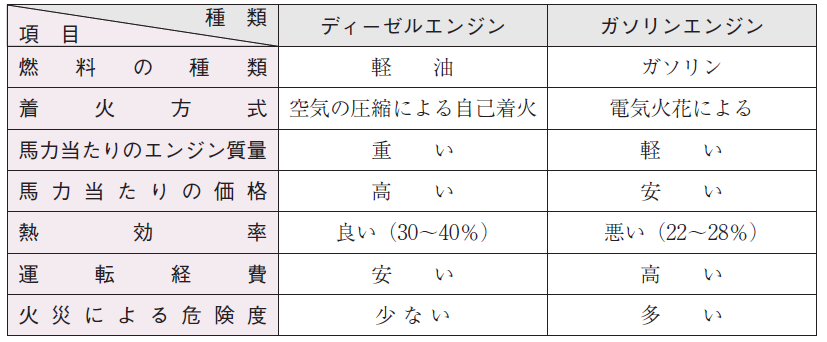 種類
項目
ディーゼルエンジン
ガソリンエンジン
燃料の種類
軽油
ガソリン
着火方式
空気の圧縮による自己着火
電気火花による
馬力当たりのエンジン質量
重い
軽い
馬力当たりの価格
高い
安い
熱効率
良い（30～40%）
悪い（22～28%）
運転経費
安い
高い
火災による危険度
少ない
多い